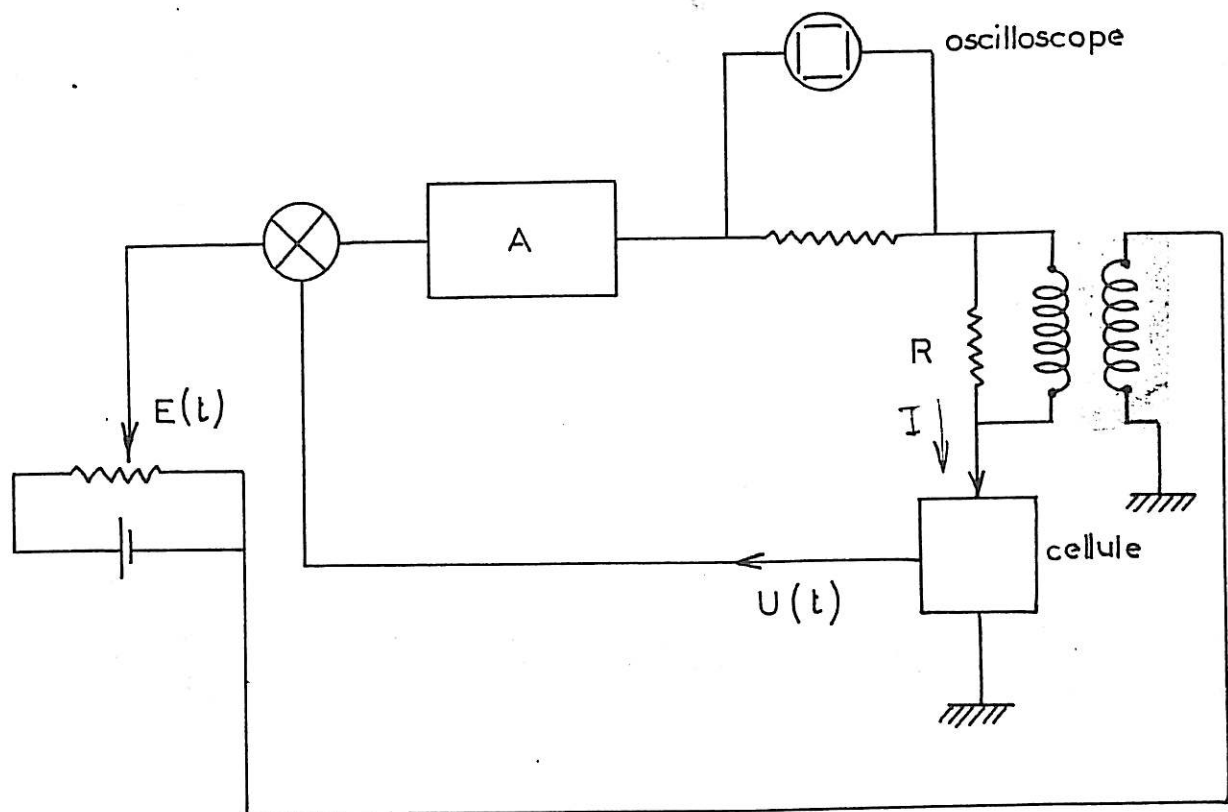 oscilloscope
A
R
E(t)
I
cellule
U(t)